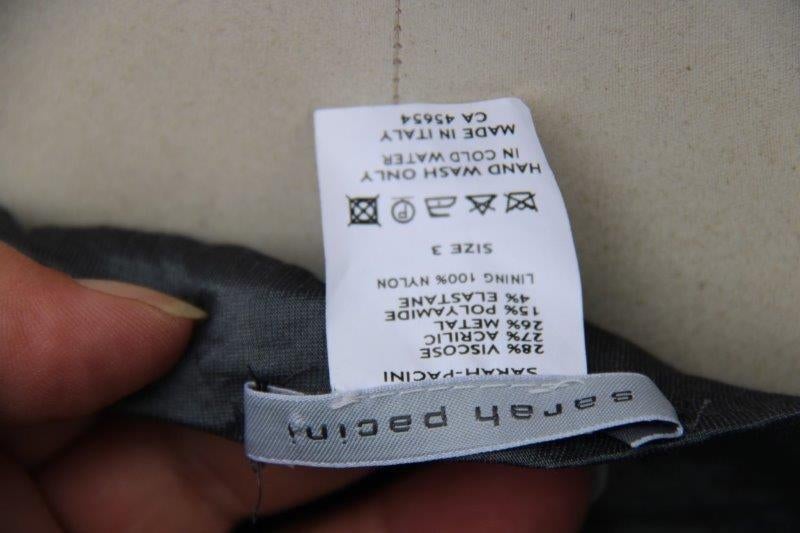 sarah pacini
SARAH-PACINI
28% VISCOSE
27% ACRILIC
26% METAL
15% POLYAMIDE
4% ELASTANE
LINING 100% NYLON
SIZE 3
P
HAND WASH ONLY
IN COLD WATER
MADE IN ITALY
CA 45654